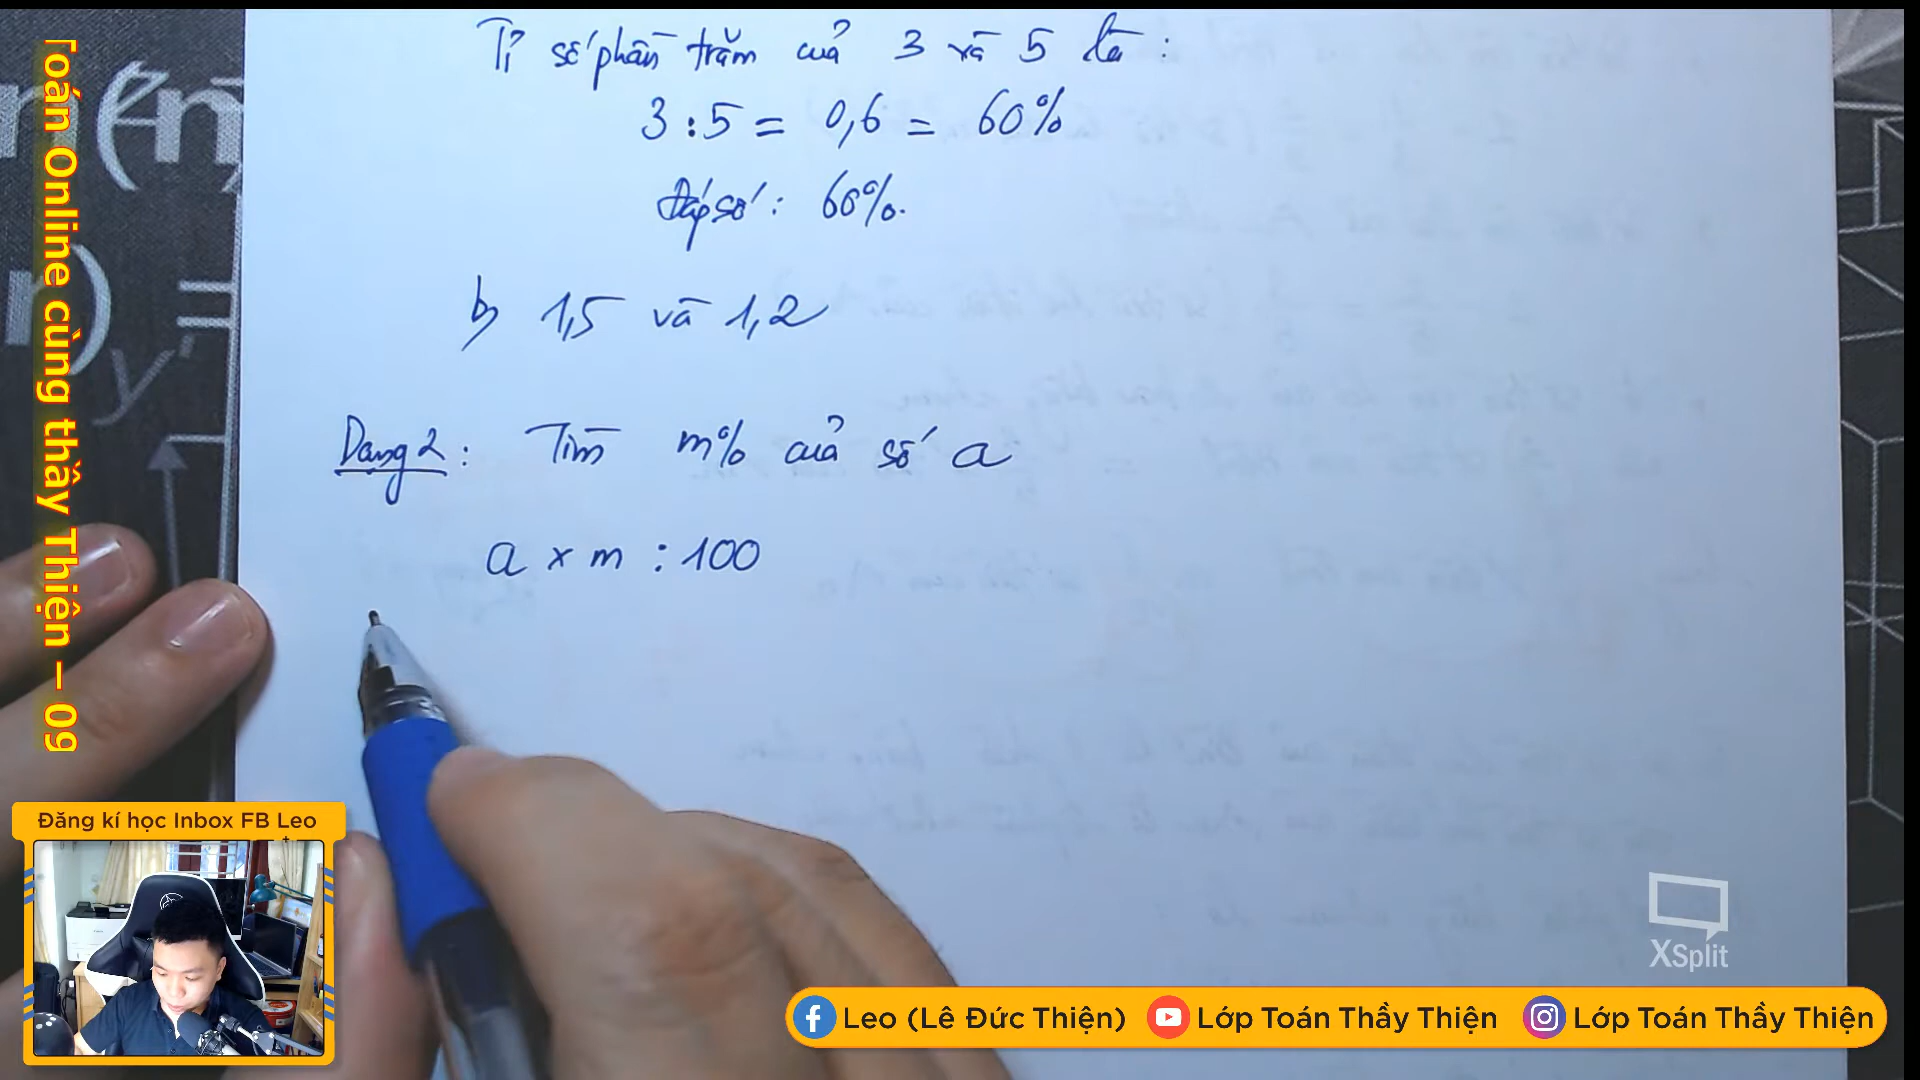 Tỉ số phần trăm của 3 và 5 là :
3 : 5 = 0,6 = 60%
Đáp số : 60%.
b) 1,5 và 1,2
Dạng 2 : Tìm m% của số a
a x m : 100
Toán Online cùng thầy Thiện – 09
Đăng kí học Inbox FB Leo
XSplit
Leo (Lê Đức Thiện) Lớp Toán Thầy Thiện Lớp Toán Thầy Thiện